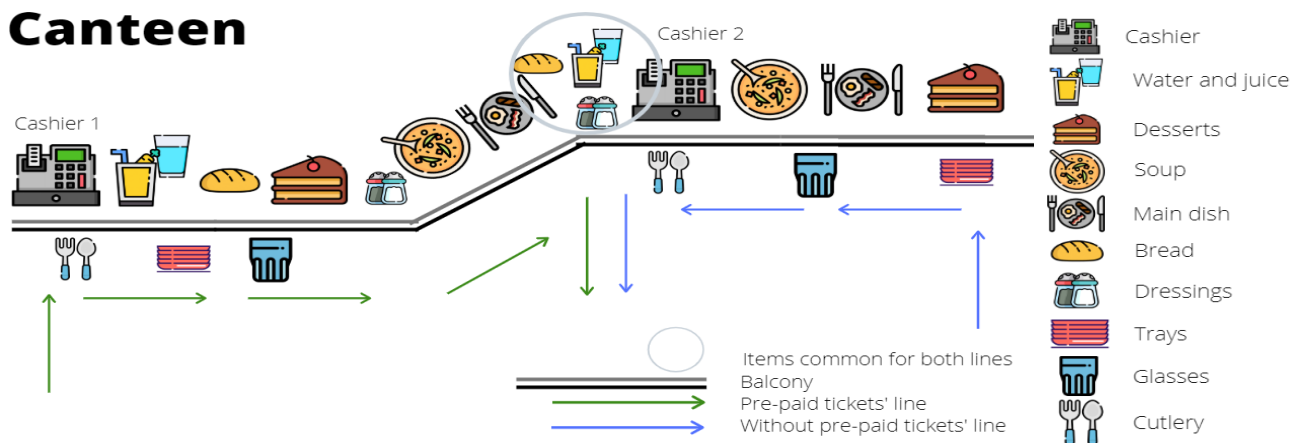 Canteen
Cashier 1
Cashier 2
Cashier
Water and juice
Desserts
Soup
Main dish
Bread
Dressings
Trays
Glasses
Cutlery
Items common for both lines
Balcony
Pre-paid tickets' line
Without pre-paid tickets' line